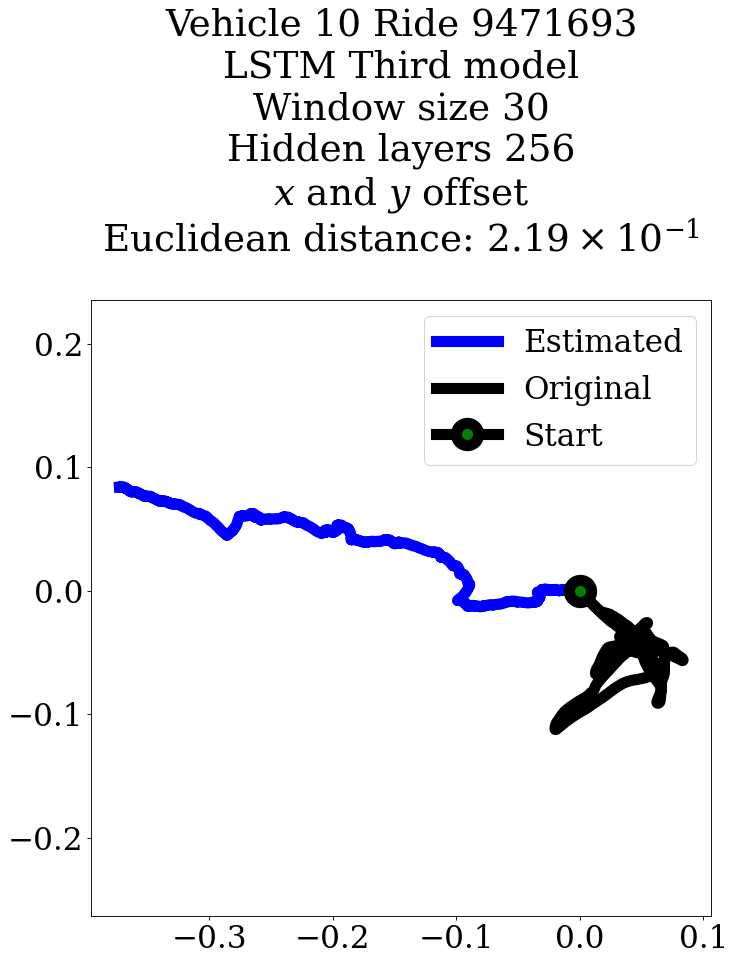 Vehicle 10 Ride 9471693
LSTM Third model
Window size 30
Hidden layers 256
x and y offset
Euclidean distance: 2.19 × 10⁻¹
Estimated
Original
Start
0.2
0.1
0.0
−0.1
−0.2
−0.3 −0.2 −0.1 0.0 0.1